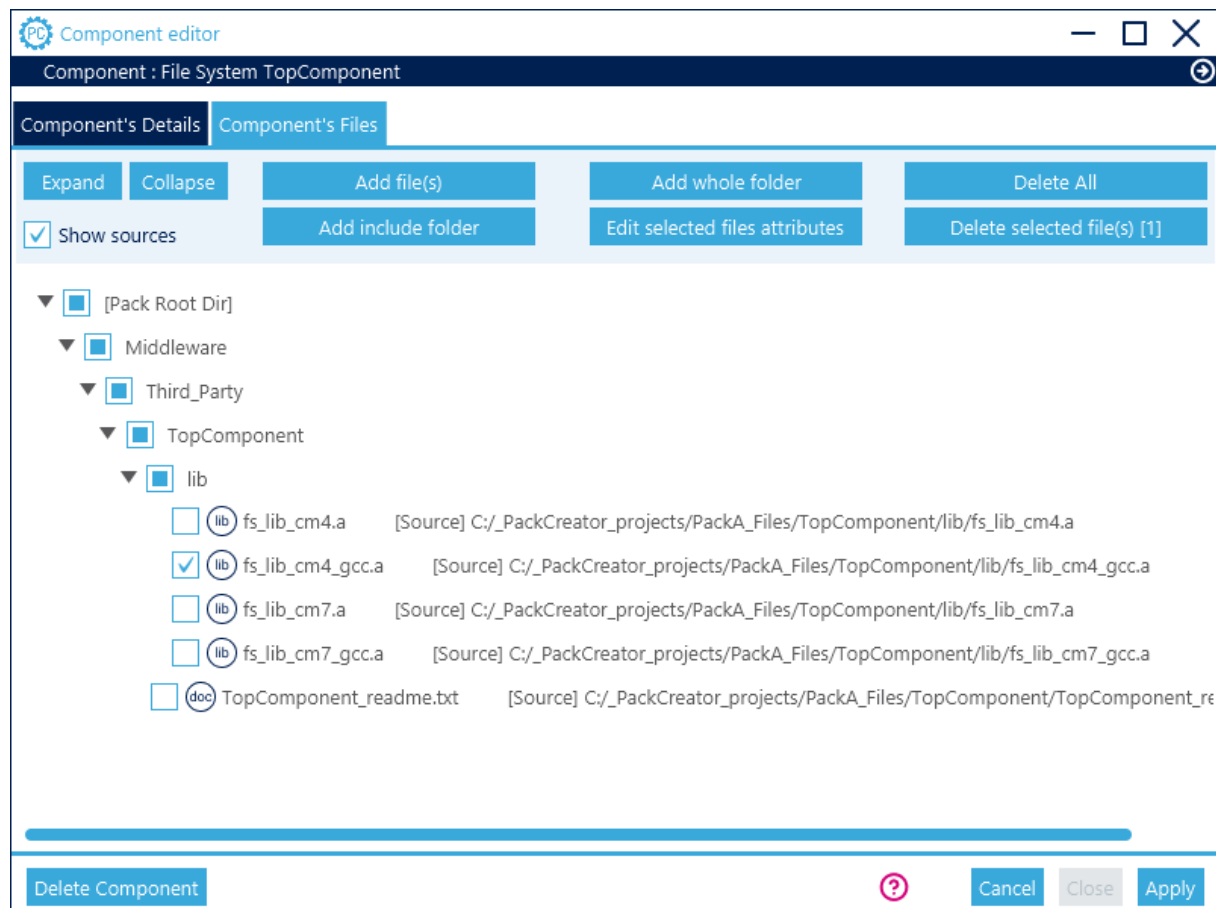 PC Component editor
Component : File System TopComponent
Component's Details Component's Files
Expand Collapse Add file(s) Add whole folder Delete All
Show sources Add include folder Edit selected files attributes Delete selected file(s) [1]
[Pack Root Dir]
Middleware
Third_Party
TopComponent
lib
lib fs_lib_cm4.a [Source] C:/_PackCreator_projects/PackA_Files/TopComponent/lib/fs_lib_cm4.a
lib fs_lib_cm4_gcc.a [Source] C:/_PackCreator_projects/PackA_Files/TopComponent/lib/fs_lib_cm4_gcc.a
lib fs_lib_cm7.a [Source] C:/_PackCreator_projects/PackA_Files/TopComponent/lib/fs_lib_cm7.a
lib fs_lib_cm7_gcc.a [Source] C:/_PackCreator_projects/PackA_Files/TopComponent/lib/fs_lib_cm7_gcc.a
doc TopComponent_readme.txt [Source] C:/_PackCreator_projects/PackA_Files/TopComponent/TopComponent_re
Delete Component ? Cancel Close Apply